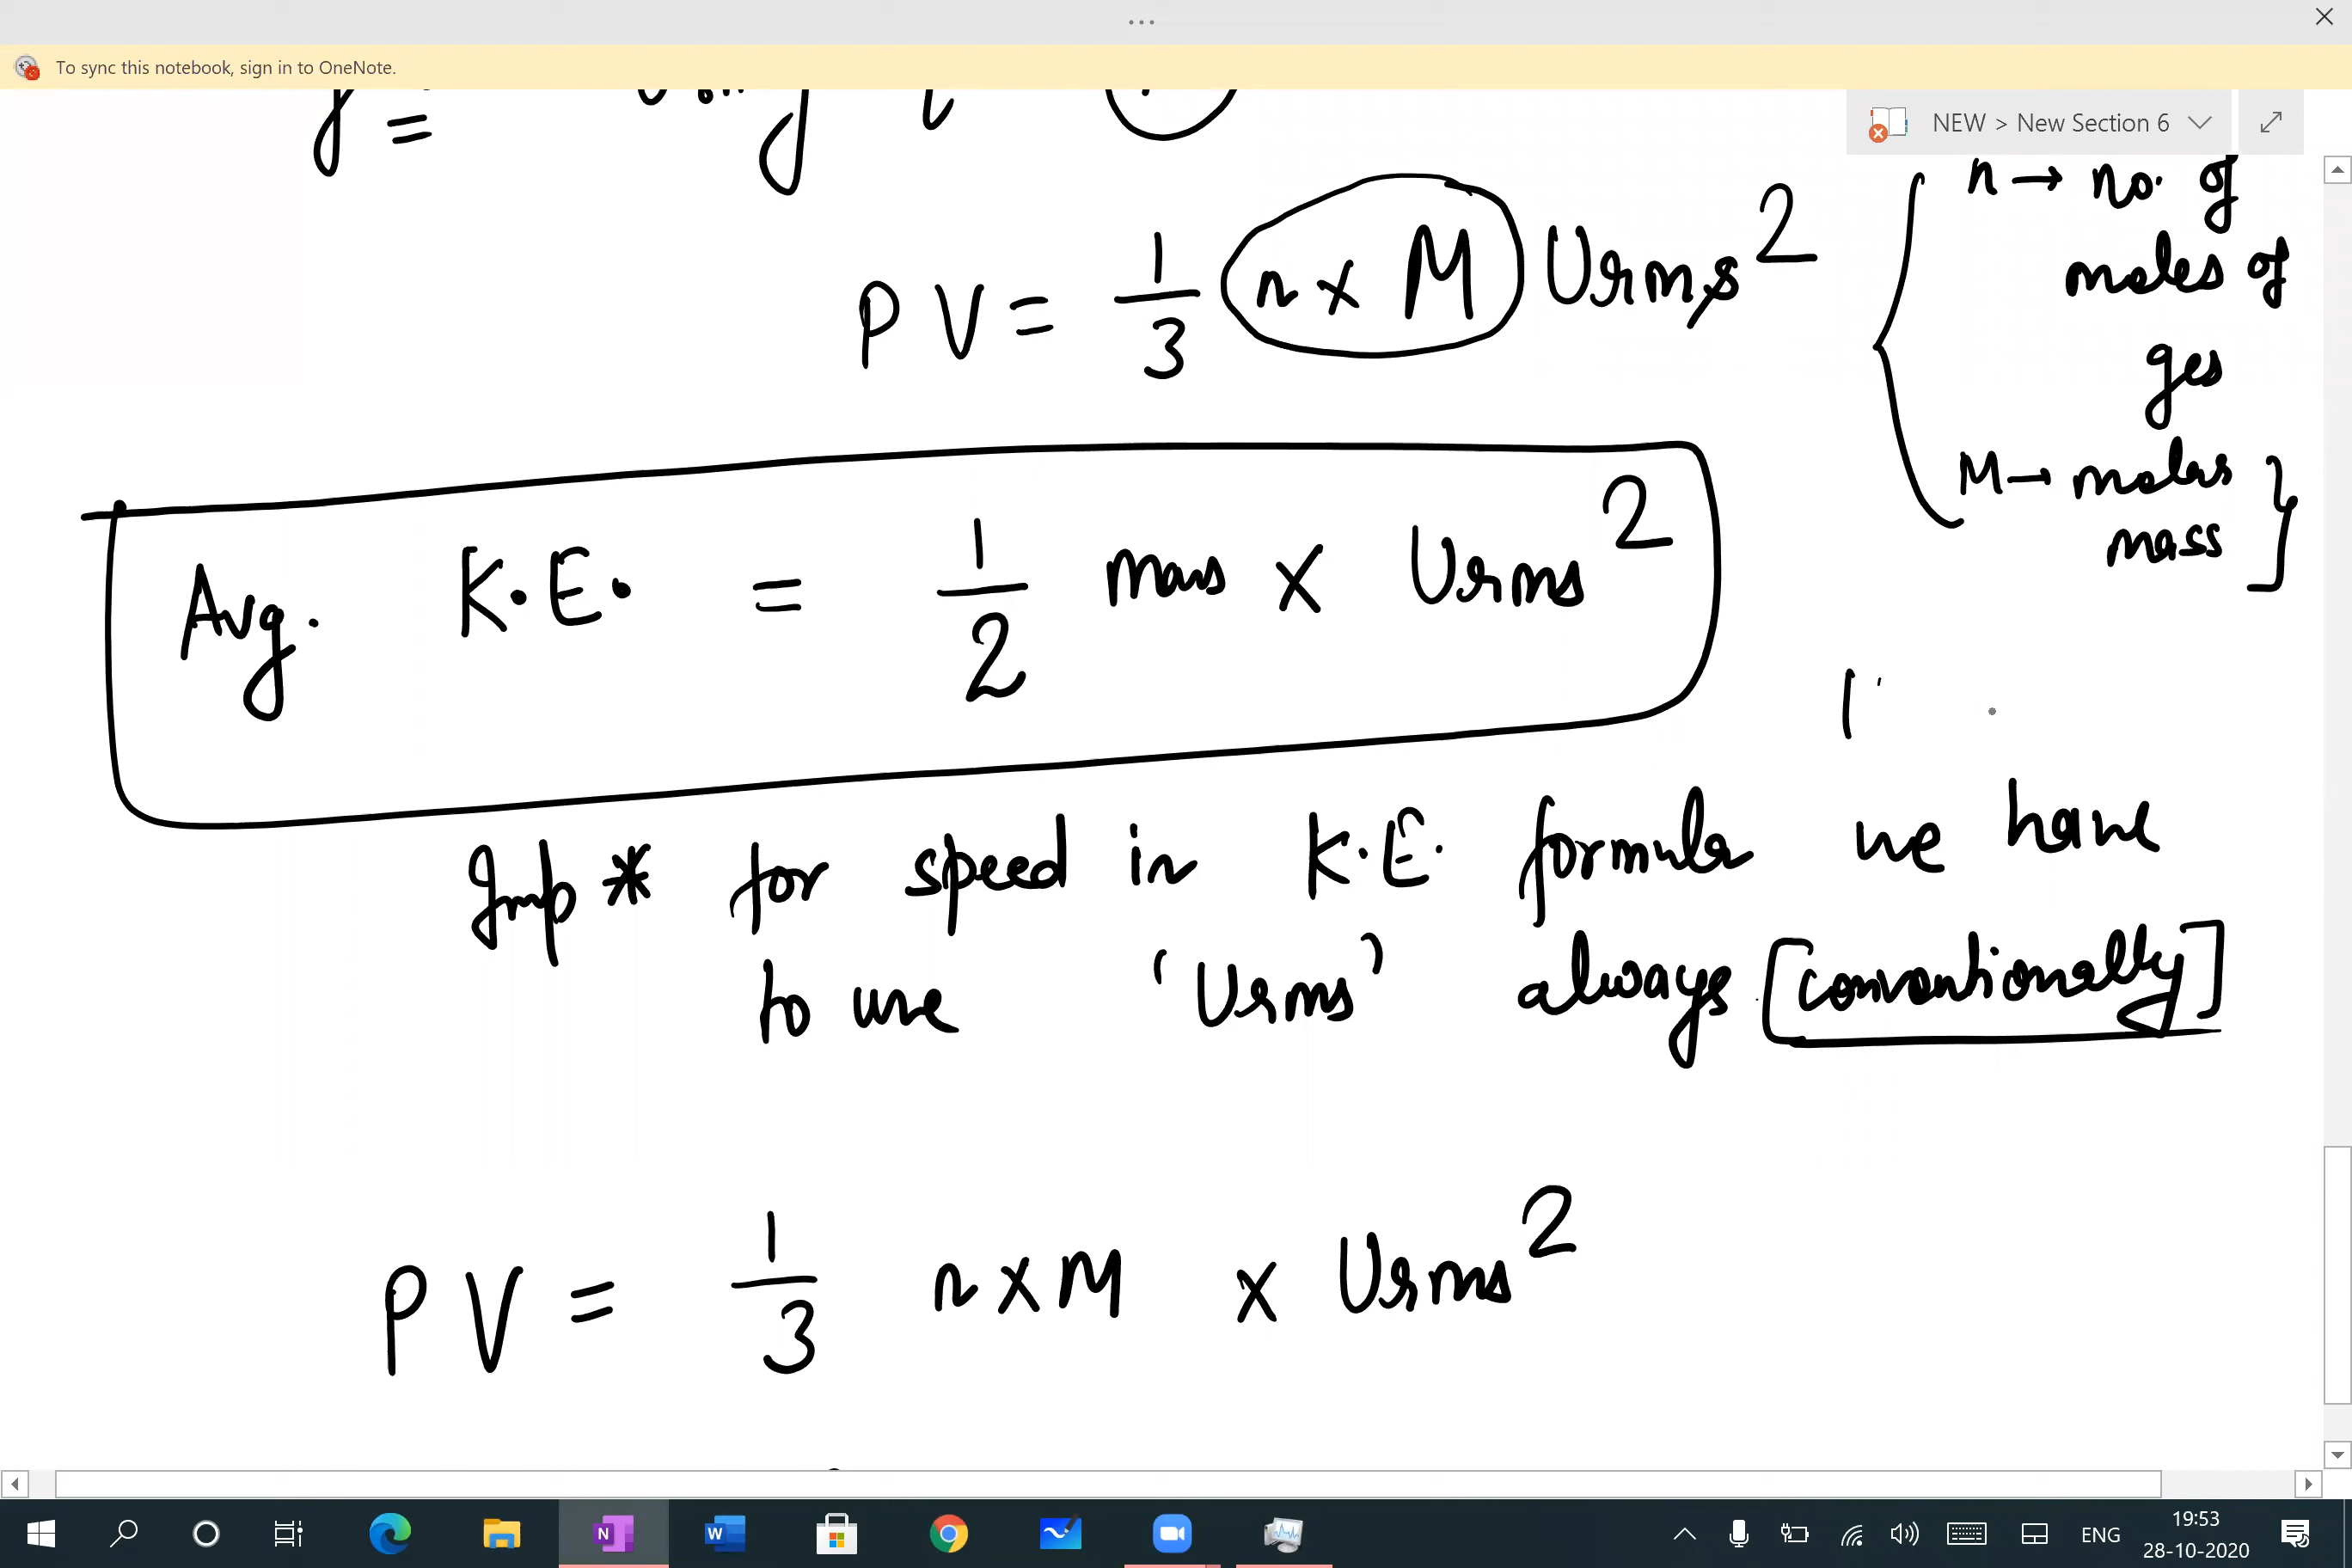 To sync this notebook, sign in to OneNote.
NEW > New Section 6
n → no. of
moles of
ges
M → molar
mass
PV = 1/3 n x M Urms²
Avg. K.E. = 1/2 mass x Urms²
Imp * for speed in K.E. formula we have
to use 'Urms' always [conventionally]
PV = 1/3 n x M x Urms²
ENG
19:53
28-10-2020